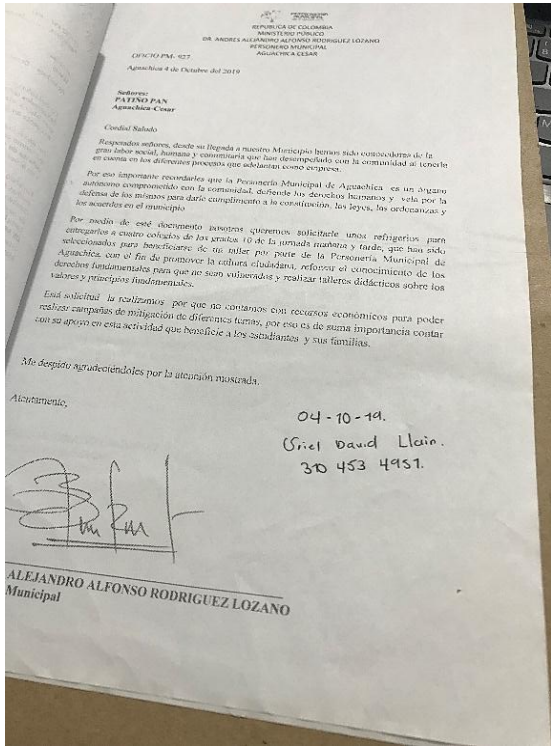 REPUBLICA DE COLOMBIA
MINISTERIO PÚBLICO
DR. ANDRES ALEJANDRO ALFONSO RODRIGUEZ LOZANO
PERSONERO MUNICIPAL
AGUACHICA CESAR
OFICIO PM- 927
Aguachica 4 de Octubre del 2019
Señores:
PATIÑO PAN
Aguachica-Cesar
Cordial Saludo
Respetados señores, desde su llegada a nuestro Municipio hemos sido conocedores de la
gran labor social, humana y comunitaria que han desempeñado con la comunidad al tenerle
en cuenta en los diferentes procesos que adelantan como empresa.
Por eso importante recordarles que la Personería Municipal de Aguachica es un órgano
autónomo comprometido con la comunidad, defiende los derechos humanos y vela por la
defensa de los mismos para darle cumplimiento a la constitución, las leyes, las ordenanzas y
los acuerdos en el municipio
Por medio de esté documento nosotros queremos solicitarle unos refrigerios para
entregarlos a cuatro colegios de los grados 10 de la jornada mañana y tarde, que han sido
seleccionados para beneficiarse de un taller por parte de la Personería Municipal de
Aguachica, con el fin de promover la cultura ciudadana, reforzar el conocimiento de los
derechos fundamentales para que no sean vulnerados y realizar talleres didácticos sobre los
valores y principios fundamentales.
Está solicitud la realizamos por que no contamos con recursos económicos para poder
realizar campañas de mitigación de diferentes temas, por eso es de suma importancia contar
con su apoyo en esta actividad que beneficie a los estudiantes y sus familias.
Me despido agradeciéndoles por la atención mostrada.
Atentamente,
04-10-19.
Uriel David Llain.
310 453 4951.
ALEJANDRO ALFONSO RODRIGUEZ LOZANO
Municipal